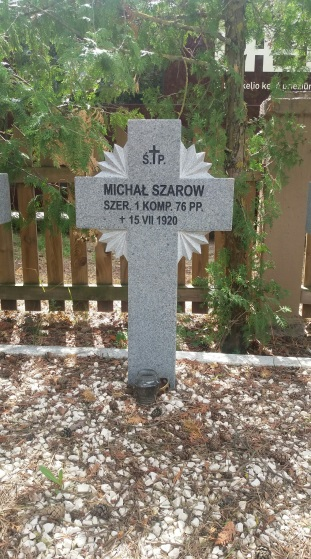 Ś.†P.
MICHAŁ SZAROW
SZER. 1 KOMP. 76 PP.
+ 15 VII 1920